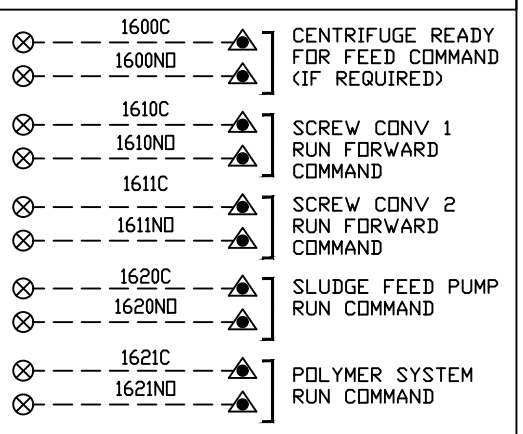 1600C
1600NO
CENTRIFUGE READY
FOR FEED COMMAND
(IF REQUIRED)
1610C
1610NO
SCREW CONV 1
RUN FORWARD
COMMAND
1611C
1611NO
SCREW CONV 2
RUN FORWARD
COMMAND
1620C
1620NO
SLUDGE FEED PUMP
RUN COMMAND
1621C
1621NO
POLYMER SYSTEM
RUN COMMAND